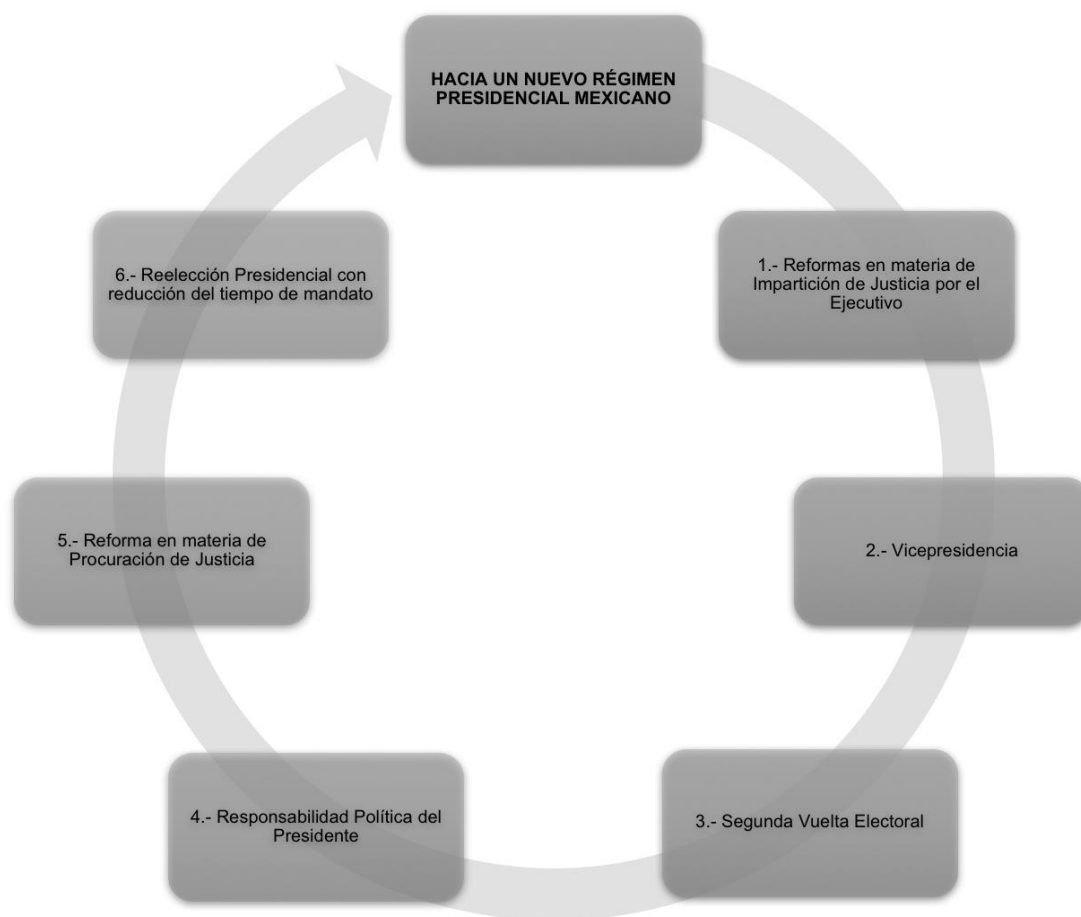 HACIA UN NUEVO RÉGIMEN
PRESIDENCIAL MEXICANO
1.- Reformas en materia de
Impartición de Justicia por el
Ejecutivo
2.- Vicepresidencia
3.- Segunda Vuelta Electoral
4.- Responsabilidad Política del
Presidente
5.- Reforma en materia de
Procuración de Justicia
6.- Reelección Presidencial con
reducción del tiempo de mandato